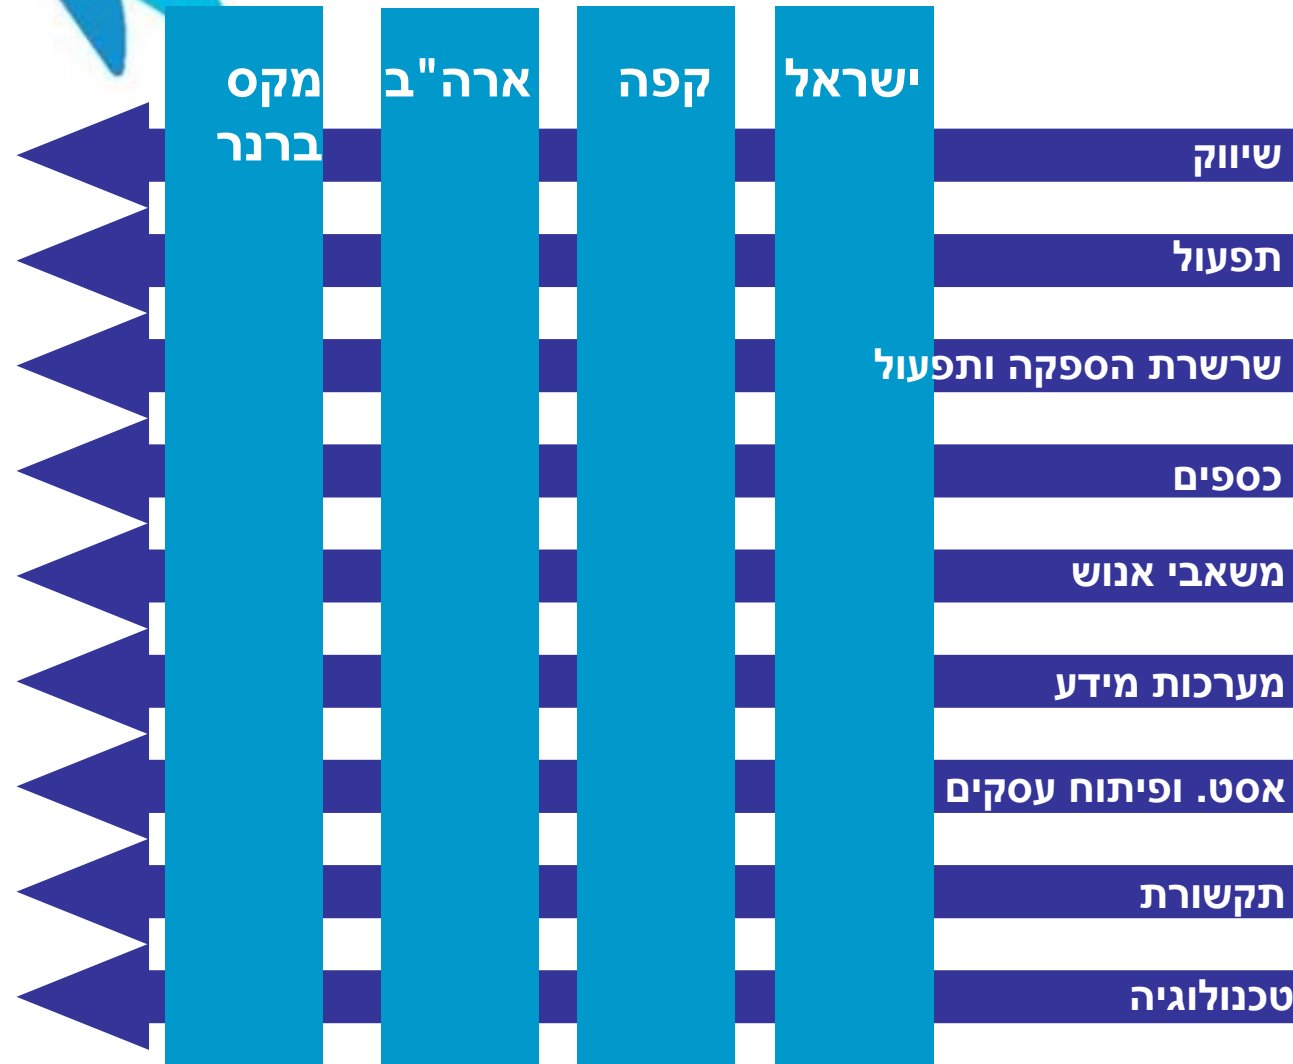 ישראל
קפה
ארה"ב
מקס
ברנר
שיווק
תפעול
שרשרת הספקה ותפעול
כספים
משאבי אנוש
מערכות מידע
אסט. ופיתוח עסקים
תקשורת
טכנולוגיה